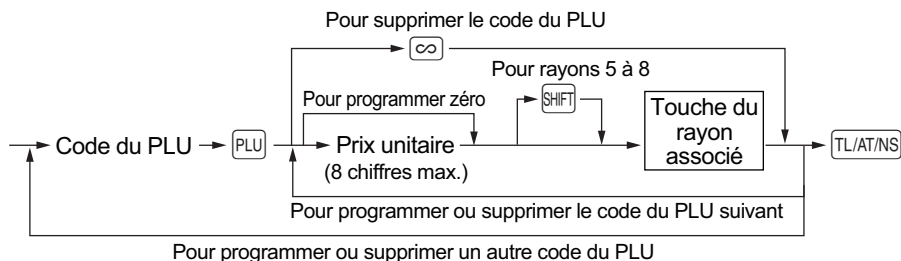 Pour supprimer le code du PLU
∞
Pour rayons 5 à 8
Pour programmer zéro
SHIFT
Code du PLU
PLU
Prix unitaire
(8 chiffres max.)
Touche du
rayon
associé
TL/AT/NS
Pour programmer ou supprimer le code du PLU suivant
Pour programmer ou supprimer un autre code du PLU